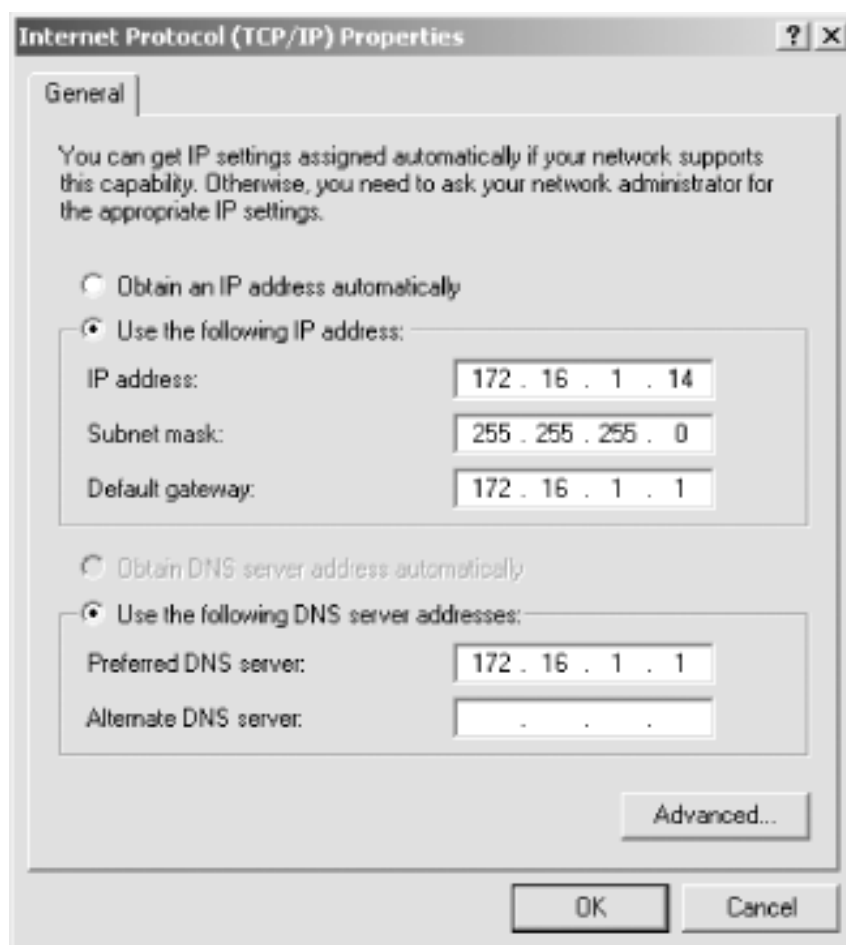 Internet Protocol (TCP/IP) Properties
General
You can get IP settings assigned automatically if your network supports
this capability. Otherwise, you need to ask your network administrator for
the appropriate IP settings.
Obtain an IP address automatically
Use the following IP address:
IP address: 172 . 16 . 1 . 14
Subnet mask: 255 . 255 . 255 . 0
Default gateway: 172 . 16 . 1 . 1
Obtain DNS server address automatically
Use the following DNS server addresses:
Preferred DNS server: 172 . 16 . 1 . 1
Alternate DNS server: . . .
Advanced...
OK Cancel